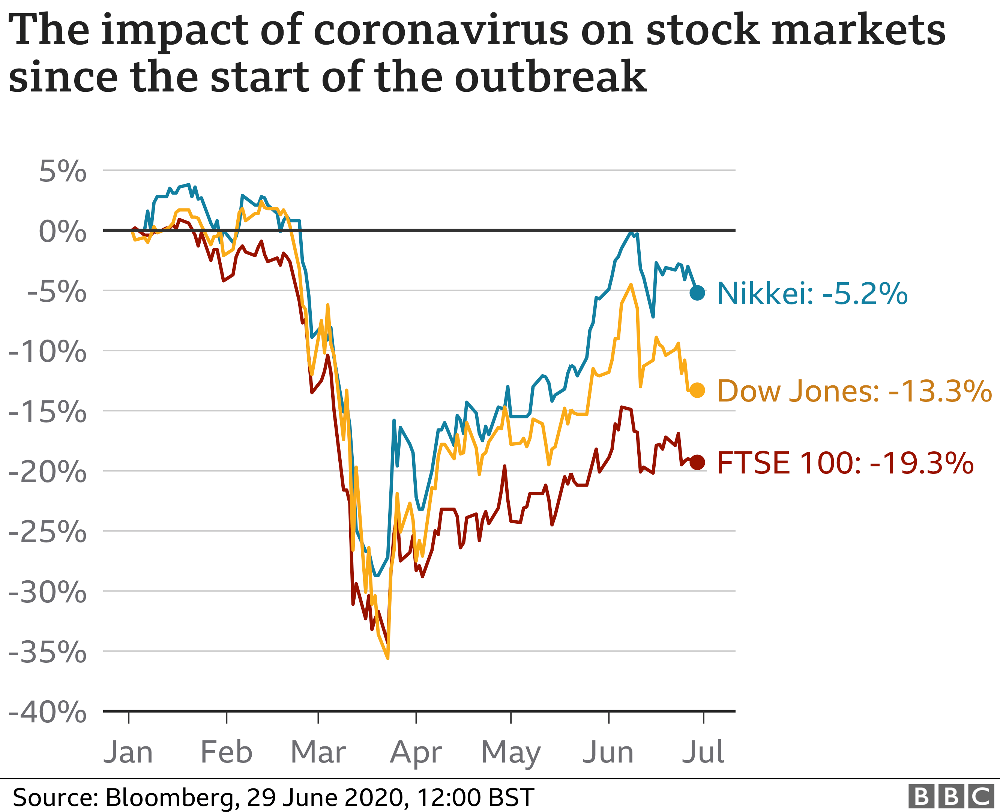 The impact of coronavirus on stock markets
since the start of the outbreak
5%
0%
-5%
-10%
-15%
-20%
-25%
-30%
-35%
-40%
Nikkei: -5.2%
Dow Jones: -13.3%
FTSE 100: -19.3%
Jan Feb Mar Apr May Jun Jul
Source: Bloomberg, 29 June 2020, 12:00 BST
BBC